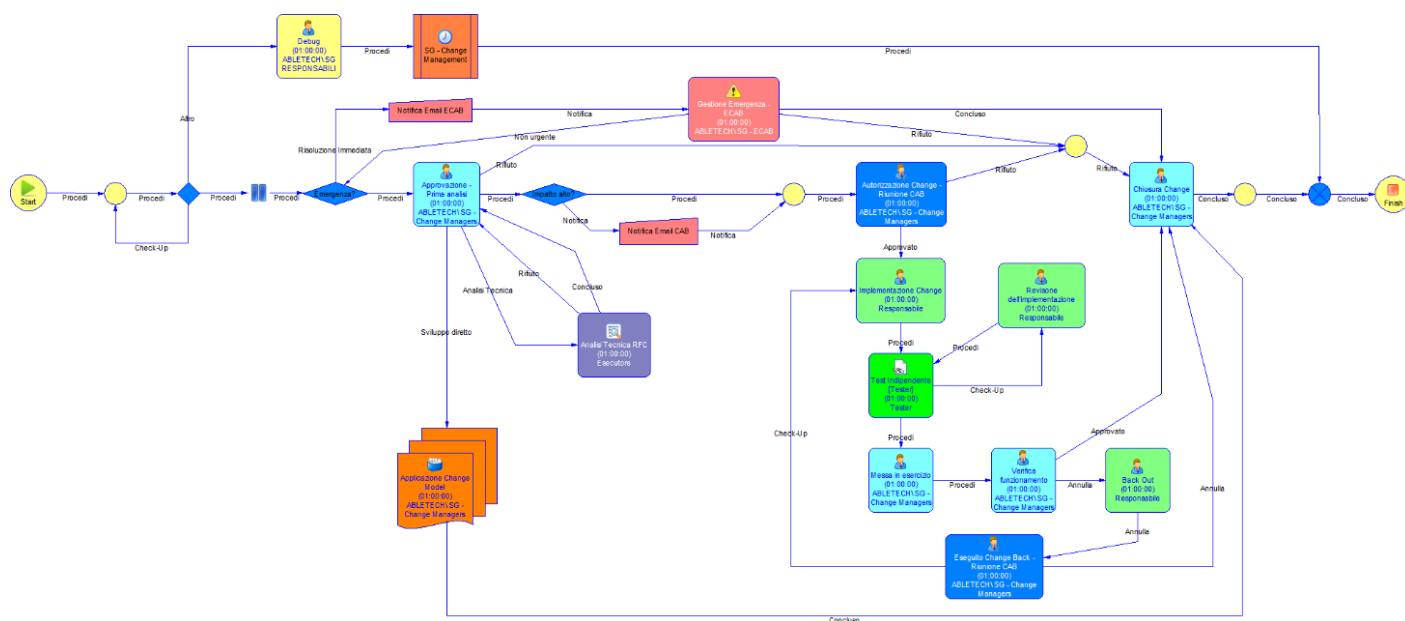 Debug
(01:00:00)
ABLETECH\SG
RESPONSABILI
Procedi
SG - Change
Management
Procedi
Altro
Notifica Email ECAB
Notifica
Gestione Emergenza -
ECAB
(01:00:00)
ABLETECH\SG - ECAB
Concluso
Non urgente
Rifiuto
Risoluzione Immediata
Start
Procedi
Procedi
Procedi
Procedi
Emergenza?
Procedi
Check-Up
Approvazione -
Prima analisi
(01:00:00)
ABLETECH\SG -
Change Managers
Rifiuto
Procedi
Impatto alto?
Procedi
Notifica
Notifica Email CAB
Notifica
Procedi
Autorizzazione Change -
Riunione CAB
(01:00:00)
ABLETECH\SG - Change
Managers
Rifiuto
Rifiuto
Chiusura Change
(01:00:00)
ABLETECH\SG -
Change Managers
Concluso
Concluso
Concluso
Finish
Approvato
Analisi Tecnica
Rifiuto
Concluso
Sviluppo diretto
Analisi Tecnica RFC
(01:00:00)
Esecutore
Implementazione Change
(01:00:00)
Responsabile
Revisione
dell'implementazione
(01:00:00)
Responsabile
Procedi
Procedi
Test Indipendente
[Tester]
(01:00:00)
Tester
Check-Up
Procedi
Check-Up
Approvato
Applicazione Change
Model
(01:00:00)
ABLETECH\SG -
Change Managers
Messa in esercizio
(01:00:00)
ABLETECH\SG -
Change Managers
Procedi
Verifica
funzionamento
(01:00:00)
ABLETECH\SG -
Change Managers
Annulla
Back Out
(01:00:00)
Responsabile
Annulla
Annulla
Eseguito Change Back -
Riunione CAB
(01:00:00)
ABLETECH\SG - Change
Managers
Concluso